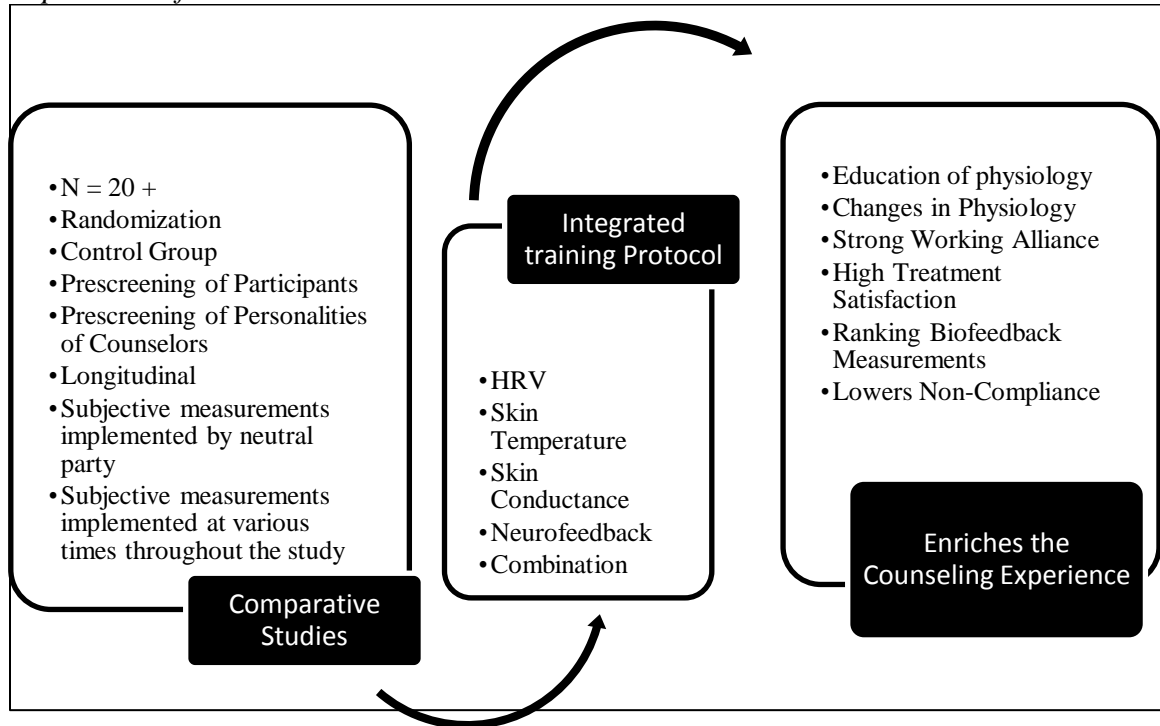 •N = 20 +
•Randomization
•Control Group
•Prescreening of Participants
•Prescreening of Personalities
of Counselors
•Longitudinal
•Subjective measurements
implemented by neutral
party
•Subjective measurements
implemented at various
times throughout the study
Comparative
Studies
Integrated
training Protocol
•HRV
•Skin
Temperature
•Skin
Conductance
•Neurofeedback
•Combination
•Education of physiology
•Changes in Physiology
•Strong Working Alliance
•High Treatment
Satisfaction
•Ranking Biofeedback
Measurements
•Lowers Non-Compliance
Enriches the
Counseling Experience